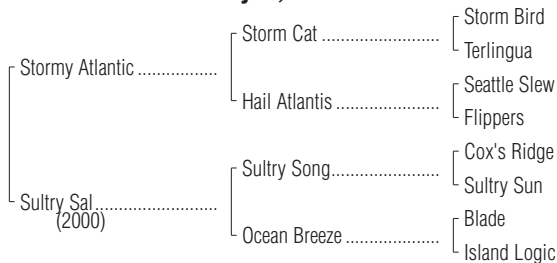 Storm Bird
Storm Cat ........................
Terlingua
Stormy Atlantic ................
Seattle Slew
Hail Atlantis .....................
Flippers
Cox's Ridge
Sultry Song......................
Sultry Sun
Sultry Sal.........................
(2000)
Blade
Ocean Breeze ...................
Island Logic